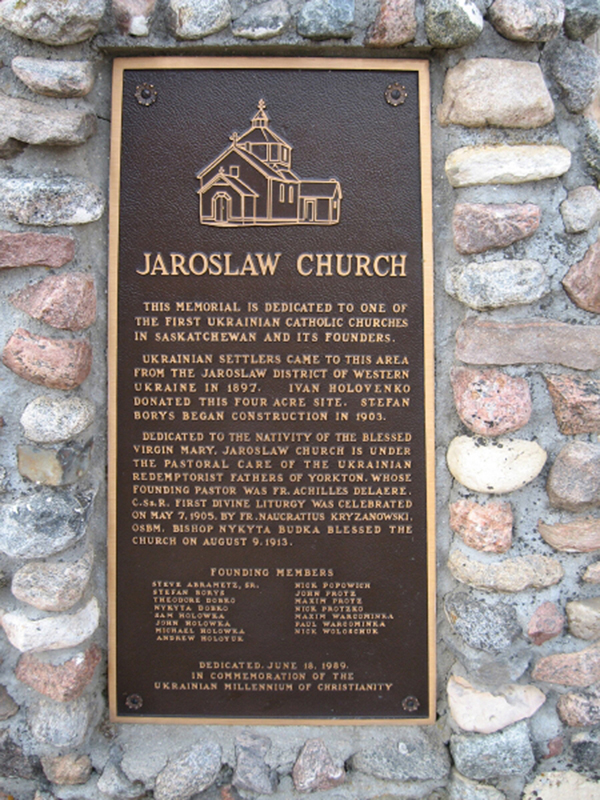 JAROSLAW CHURCH
THIS MEMORIAL IS DEDICATED TO ONE OF
THE FIRST UKRAINIAN CATHOLIC CHURCHES
IN SASKATCHEWAN AND ITS FOUNDERS.
UKRAINIAN SETTLERS CAME TO THIS AREA
FROM THE JAROSLAW DISTRICT OF WESTERN
UKRAINE IN 1897. IVAN HOLOVENKO
DONATED THIS FOUR ACRE SITE. STEFAN
BORYS BEGAN CONSTRUCTION IN 1903.
DEDICATED TO THE NATIVITY OF THE BLESSED
VIRGIN MARY, JAROSLAW CHURCH IS UNDER
THE PASTORAL CARE OF THE UKRAINIAN
REDEMPTORIST FATHERS OF YORKTON, WHOSE
FOUNDING PASTOR WAS FR. ACHILLES DELAERE,
C.Ss.R. FIRST DIVINE LITURGY WAS CELEBRATED
ON MAY 7, 1905, BY FR. NAUCRATIUS KRYZANOWSKI,
OSBM. BISHOP NYKYTA BUDKA BLESSED THE
CHURCH ON AUGUST 9, 1913.
FOUNDING MEMBERS
STEVE ABRAMETZ, SR.
STEFAN BORYS
THEODORE DOBKO
NYKYTA DOBKO
SAM HOLOWKA
JOHN HOLOWKA
MICHAEL HOLOWKA
ANDREW HOLOYUK
NICK POPOWICH
JOHN PROTZ
MAXIM PROTZ
NICK PROTZKO
MAXIM WARCOMINKA
PAUL WARCOMINKA
NICK WOLOSCHUK
DEDICATED, JUNE 18, 1989,
IN COMMEMORATION OF THE
UKRAINIAN MILLENNIUM OF CHRISTIANITY